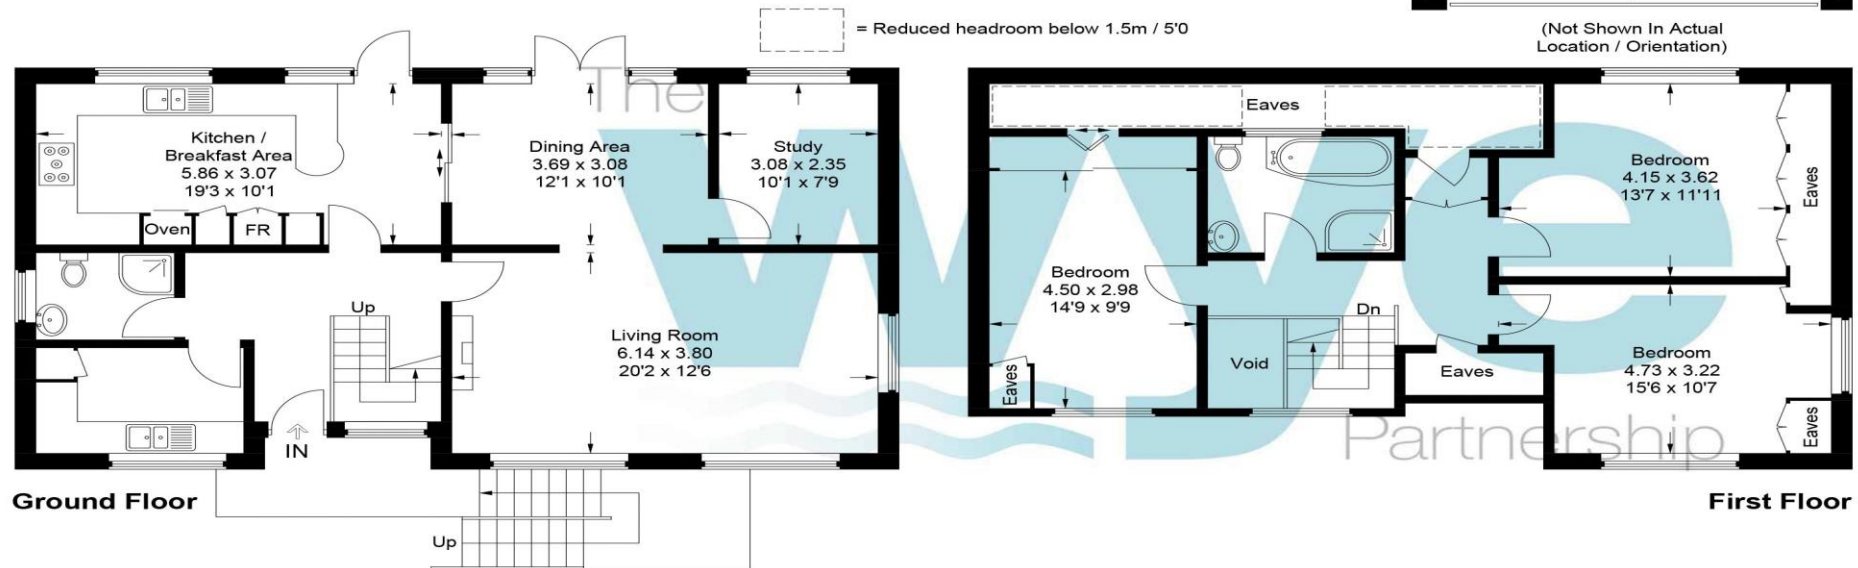 = Reduced headroom below 1.5m / 5'0
(Not Shown In Actual
Location / Orientation)
The
Wye
Partnership
Kitchen /
Breakfast Area
5.86 x 3.07
19'3 x 10'1
Oven
FR
Dining Area
3.69 x 3.08
12'1 x 10'1
Study
3.08 x 2.35
10'1 x 7'9
Up
Living Room
6.14 x 3.80
20'2 x 12'6
IN
Ground Floor
Up
Eaves
Bedroom
4.50 x 2.98
14'9 x 9'9
Eaves
Void
Dn
Eaves
Bedroom
4.15 x 3.62
13'7 x 11'11
Eaves
Bedroom
4.73 x 3.22
15'6 x 10'7
Eaves
First Floor